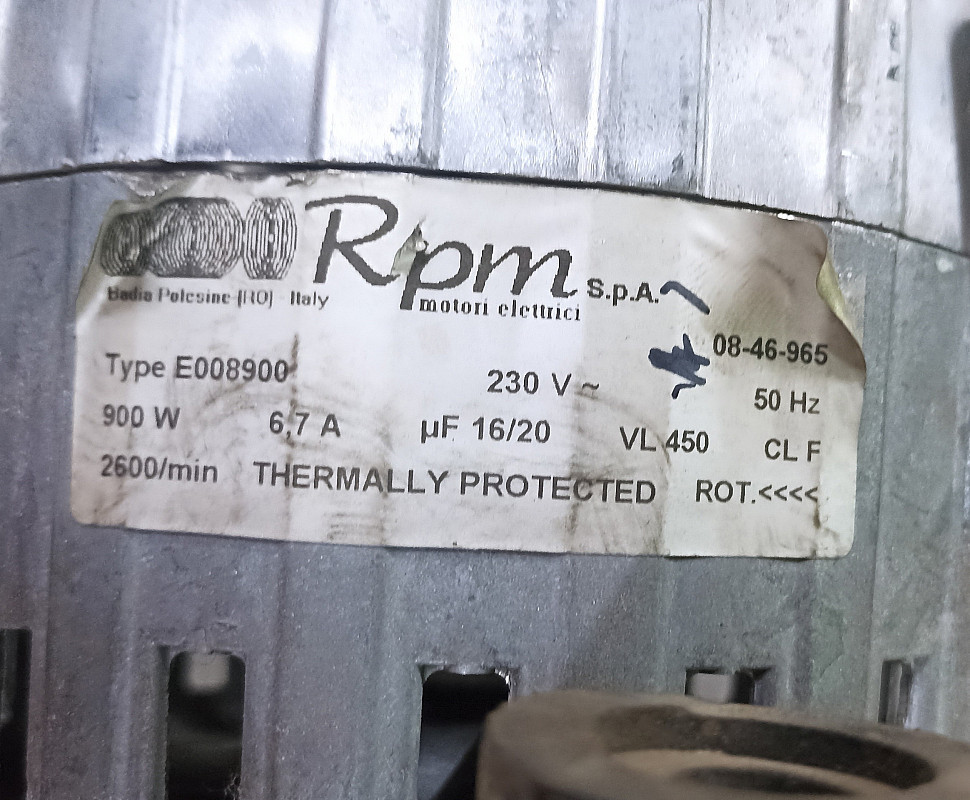 Rpm S.p.A.
motori elettrici
Badia Polesine (RO) - Italy
08-46-965
Type E008900 230 V ~ 50 Hz
900 W 6,7 A µF 16/20 VL 450 CL F
2600/min THERMALLY PROTECTED ROT.<<<<